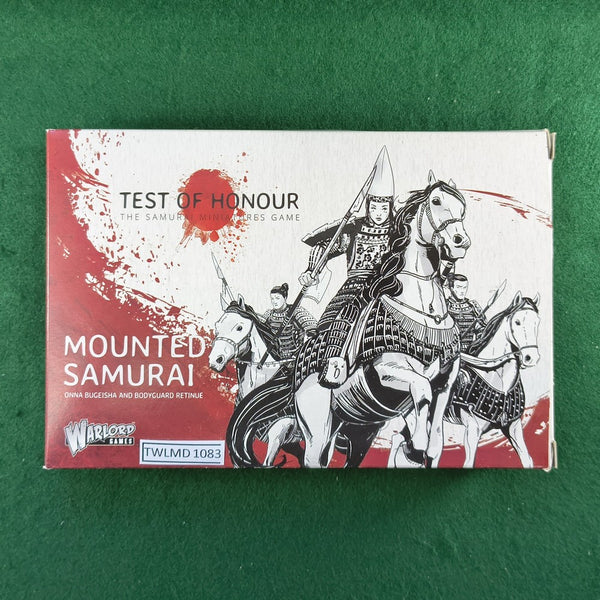 TEST OF HONOUR
THE SAMURAI MINIATURES GAME
MOUNTED
SAMURAI
ONNA BUGEISHA AND BODYGUARD RETINUE
WARLORD
GAMES
TWLMD 1083